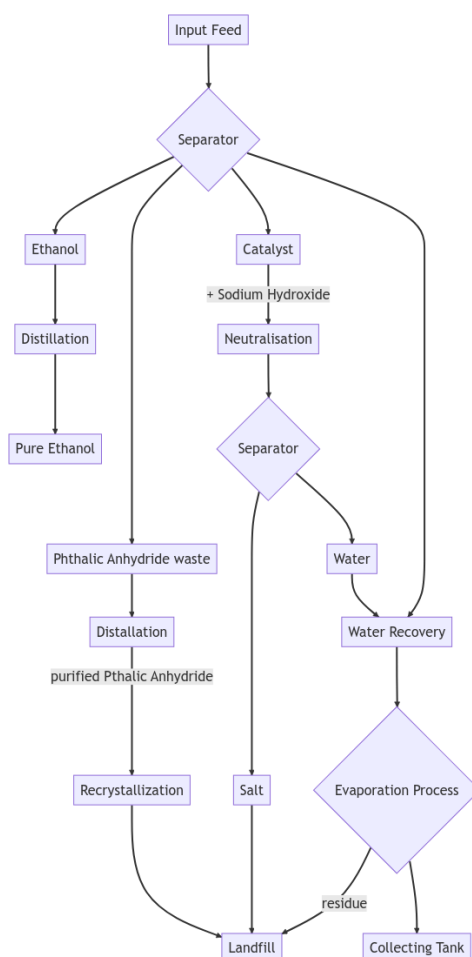 Input Feed
Separator
Ethanol
Catalyst
+ Sodium Hydroxide
Distillation
Neutralisation
Pure Ethanol
Separator
Phthalic Anhydride waste
Water
Distallation
Water Recovery
purified Pthalic Anhydride
Recrystallization
Salt
Evaporation Process
residue
Landfill
Collecting Tank